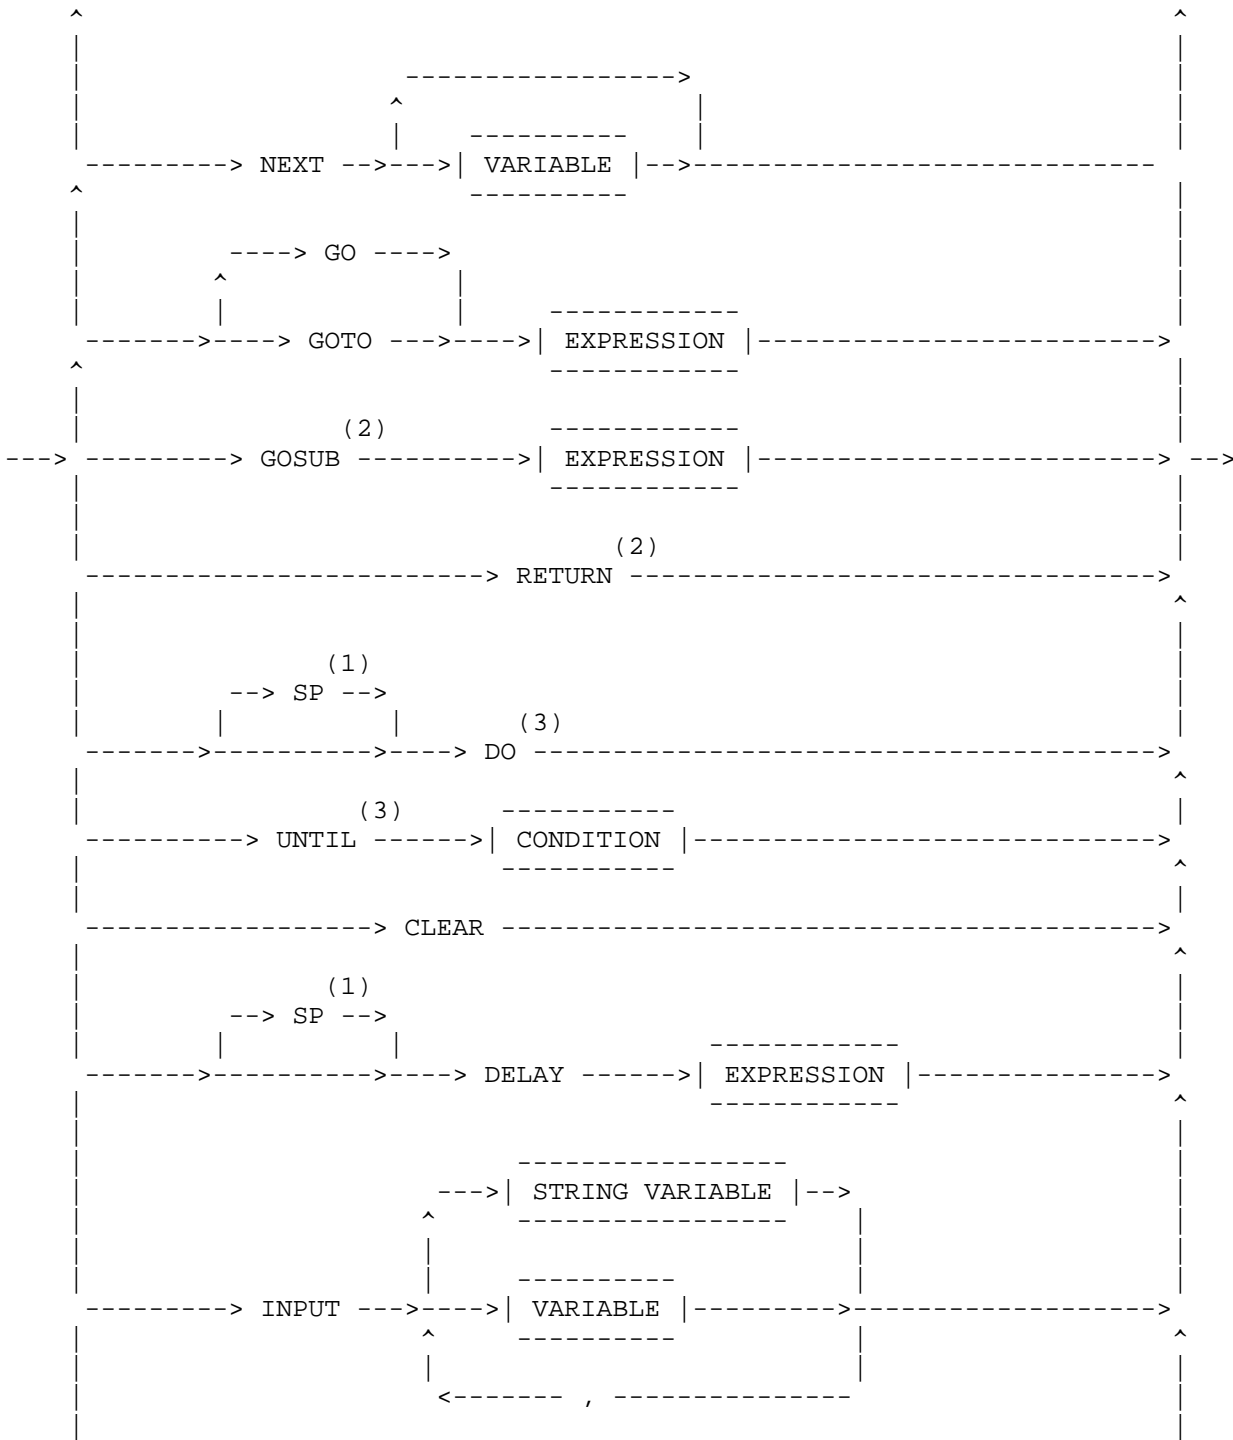 NEXT VARIABLE
GO
GOTO EXPRESSION
(2)
GOSUB EXPRESSION
(2)
RETURN
(1)
SP
(3)
DO
(3)
UNTIL CONDITION
CLEAR
(1)
SP
DELAY EXPRESSION
STRING VARIABLE
INPUT VARIABLE
,